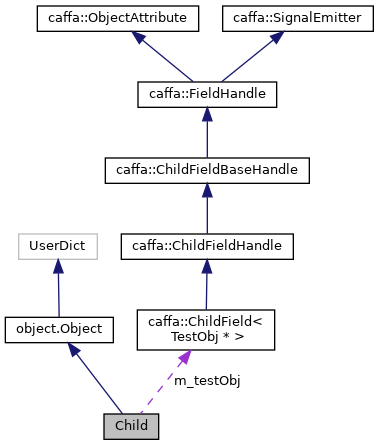 caffa::ObjectAttribute
caffa::SignalEmitter
caffa::FieldHandle
caffa::ChildFieldBaseHandle
UserDict
caffa::ChildFieldHandle
object.Object
caffa::ChildField<
TestObj * >
m_testObj
Child